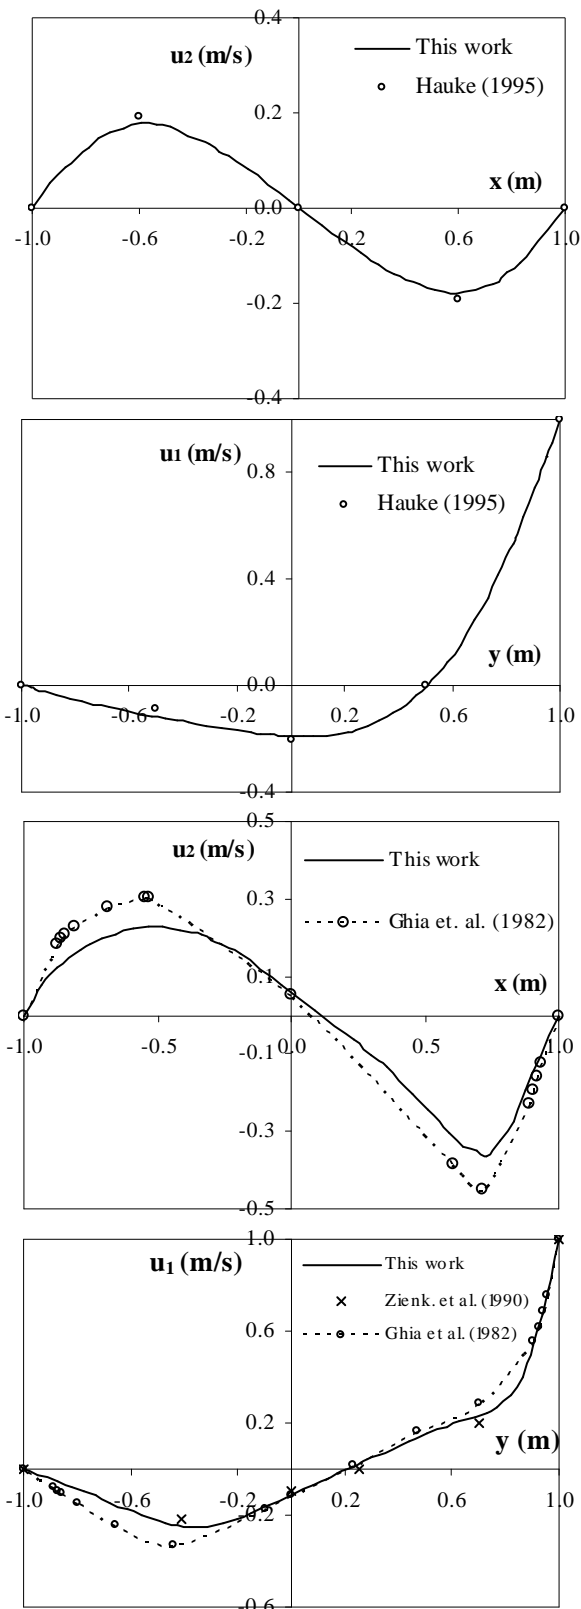 0.4
u2 (m/s)
This work
Hauke (1995)
0.2
x (m)
0.0
-1.0 -0.6 -0.2 0.2 0.6 1.0
-0.2
-0.4
u1 (m/s)
0.8
This work
Hauke (1995)
0.4
y (m)
0.0
-1.0 -0.6 -0.2 0.2 0.6 1.0
-0.4
0.5
u2 (m/s)
This work
0.3
Ghia et. al. (1982)
0.1
x (m)
-1.0 -0.5 0.0 0.5 1.0
-0.1
-0.3
-0.5
1.0
u1 (m/s)
This work
Zienk. et al. (1990)
0.6
Ghia et al. (1982)
0.2
y (m)
-1.0 -0.6 -0.2 0.2 0.6 1.0
-0.2
-0.6